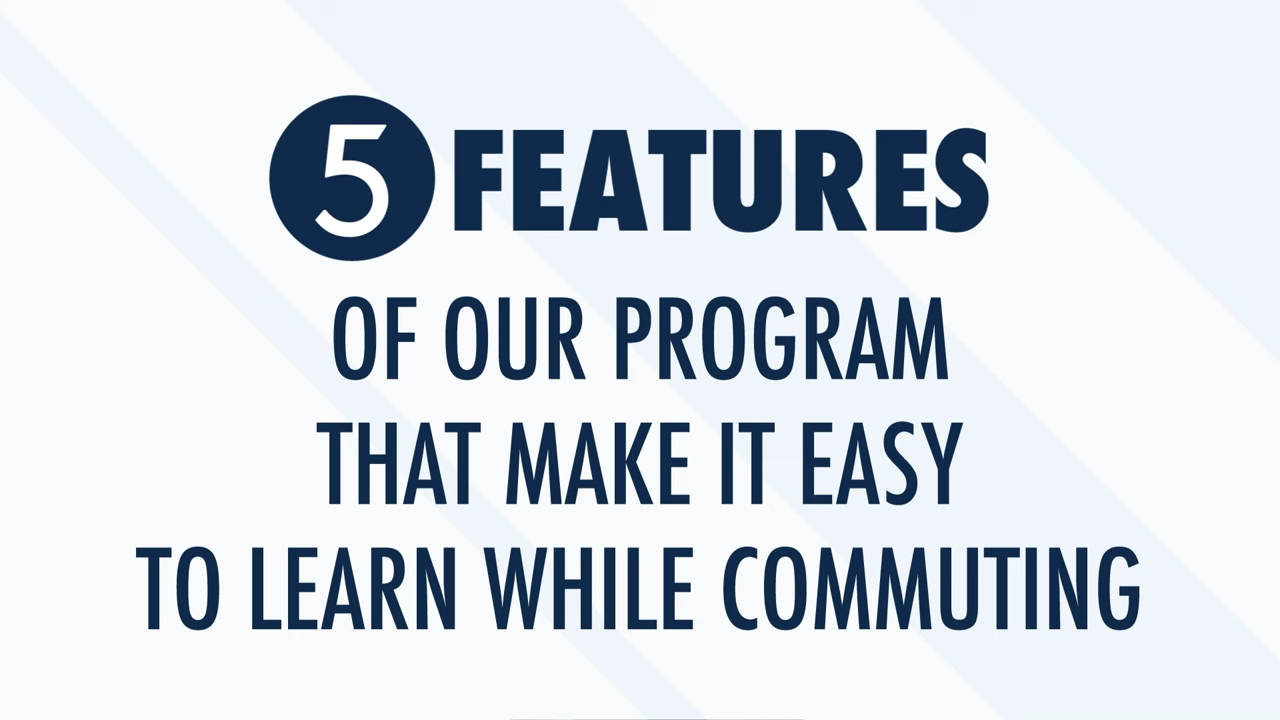 5 FEATURES
OF OUR PROGRAM
THAT MAKE IT EASY
TO LEARN WHILE COMMUTING